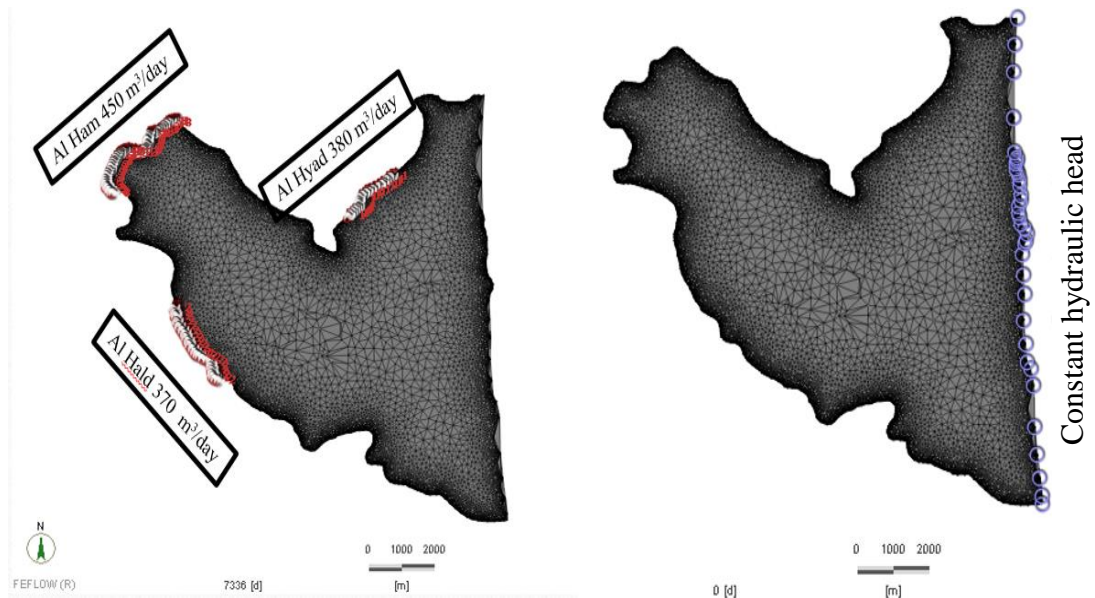 Al Ham 450 m³/day
Al Hyad 380 m³/day
Al Hald 370 m³/day
N
FEFLOW (R)
7336 [d]
0 1000 2000
[m]
Constant hydraulic head
0 [d]
0 1000 2000
[m]